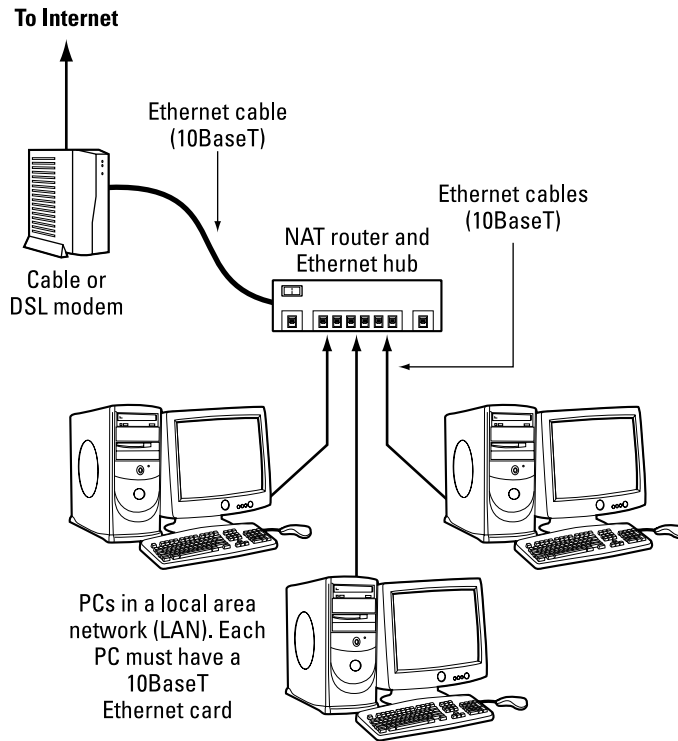 To Internet
Ethernet cable
(10BaseT)
Ethernet cables
(10BaseT)
NAT router and
Ethernet hub
Cable or
DSL modem
PCs in a local area
network (LAN). Each
PC must have a
10BaseT
Ethernet card